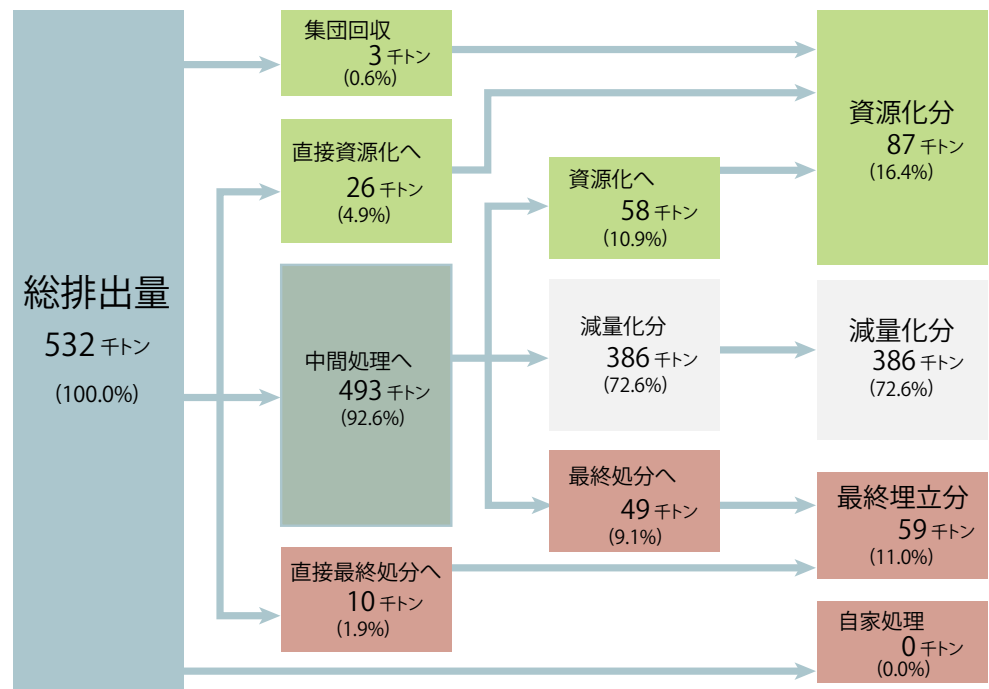 総排出量
532 千トン
(100.0%)
集団回収
3 千トン
(0.6%)
直接資源化へ
26 千トン
(4.9%)
中間処理へ
493 千トン
(92.6%)
直接最終処分へ
10 千トン
(1.9%)
資源化へ
58 千トン
(10.9%)
減量化分
386 千トン
(72.6%)
最終処分へ
49 千トン
(9.1%)
資源化分
87 千トン
(16.4%)
減量化分
386 千トン
(72.6%)
最終埋立分
59 千トン
(11.0%)
自家処理
0 千トン
(0.0%)